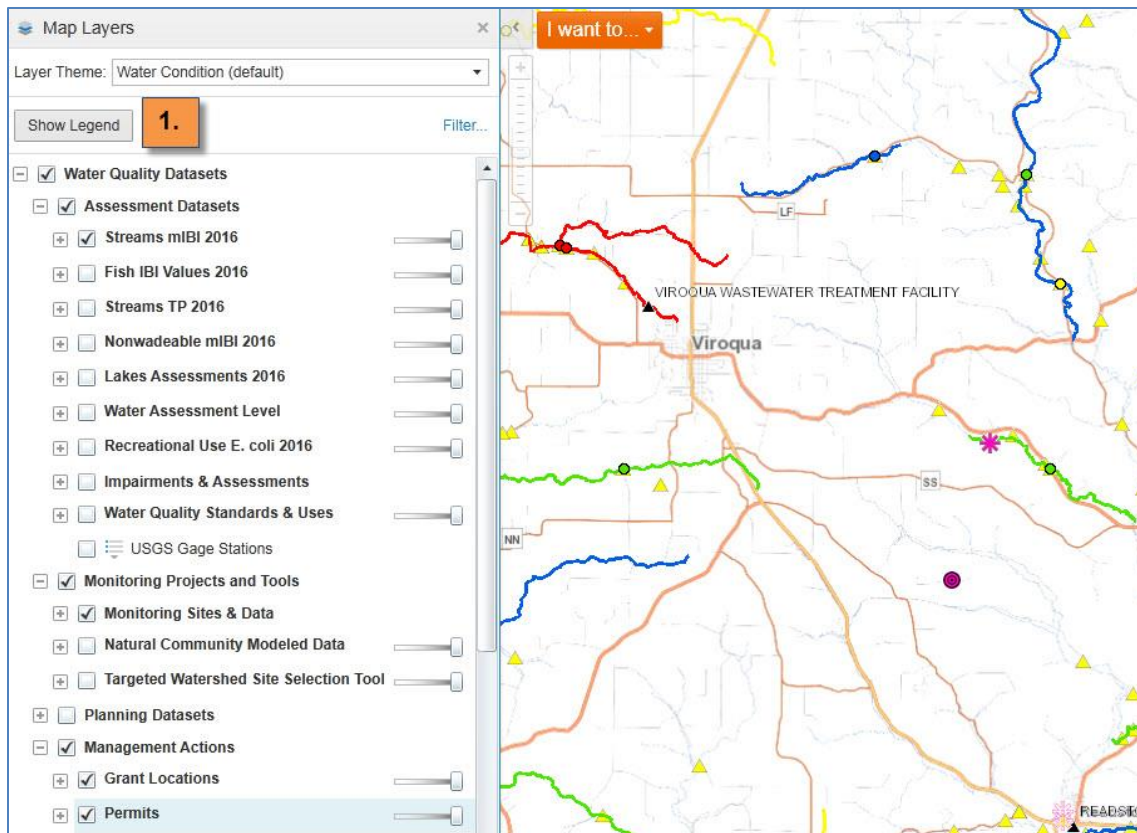 Map Layers
Layer Theme: Water Condition (default)
Show Legend
1.
Filter...
Water Quality Datasets
Assessment Datasets
Streams mIBI 2016
Fish IBI Values 2016
Streams TP 2016
Nonwadeable mIBI 2016
Lakes Assessments 2016
Water Assessment Level
Recreational Use E. coli 2016
Impairments & Assessments
Water Quality Standards & Uses
USGS Gage Stations
Monitoring Projects and Tools
Monitoring Sites & Data
Natural Community Modeled Data
Targeted Watershed Site Selection Tool
Planning Datasets
Management Actions
Grant Locations
Permits
I want to...
LF
VIROQUA WASTEWATER TREATMENT FACILITY
Viroqua
SS
NN